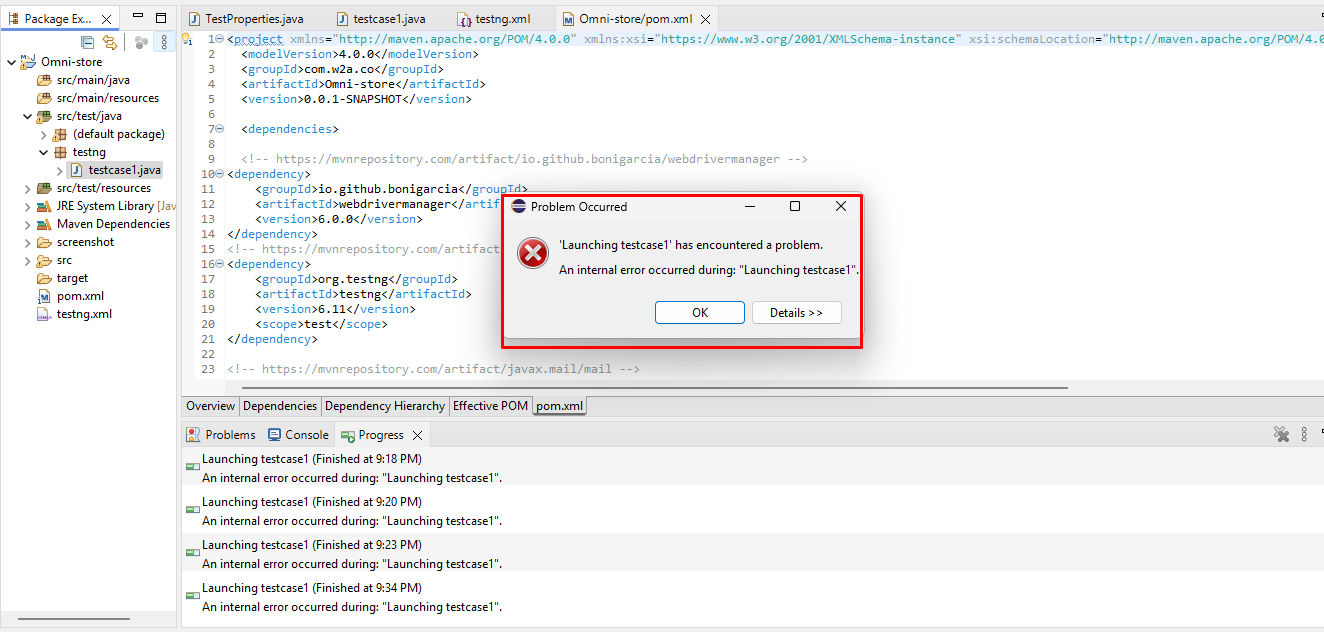 Package Ex...
TestProperties.java
testcase1.java
testng.xml
Omni-store/pom.xml
Omni-store
src/main/java
src/main/resources
src/test/java
(default package)
testng
testcase1.java
src/test/resources
JRE System Library [Jav
Maven Dependencies
screenshot
src
target
pom.xml
testng.xml
1 <project xmlns="http://maven.apache.org/POM/4.0.0" xmlns:xsi="https://www.w3.org/2001/XMLSchema-instance" xsi:schemaLocation="http://maven.apache.org/POM/4.0
2 <modelVersion>4.0.0</modelVersion>
3 <groupId>com.w2a.co</groupId>
4 <artifactId>Omni-store</artifactId>
5 <version>0.0.1-SNAPSHOT</version>
6
7 <dependencies>
8
9 <!-- https://mvnrepository.com/artifact/io.github.bonigarcia/webdrivermanager -->
10 <dependency>
11 <groupId>io.github.bonigarcia</groupId>
12 <artifactId>webdrivermanager</artif
13 <version>6.0.0</version>
14 </dependency>
15 <!-- https://mvnrepository.com/artifact
16 <dependency>
17 <groupId>org.testng</groupId>
18 <artifactId>testng</artifactId>
19 <version>6.11</version>
20 <scope>test</scope>
21 </dependency>
22
23 <!-- https://mvnrepository.com/artifact/javax.mail/mail -->
Problem Occurred
'Launching testcase1' has encountered a problem.
An internal error occurred during: "Launching testcase1".
OK
Details >>
Overview
Dependencies
Dependency Hierarchy
Effective POM
pom.xml
Problems
Console
Progress
Launching testcase1 (Finished at 9:18 PM)
An internal error occurred during: "Launching testcase1".
Launching testcase1 (Finished at 9:20 PM)
An internal error occurred during: "Launching testcase1".
Launching testcase1 (Finished at 9:23 PM)
An internal error occurred during: "Launching testcase1".
Launching testcase1 (Finished at 9:34 PM)
An internal error occurred during: "Launching testcase1".